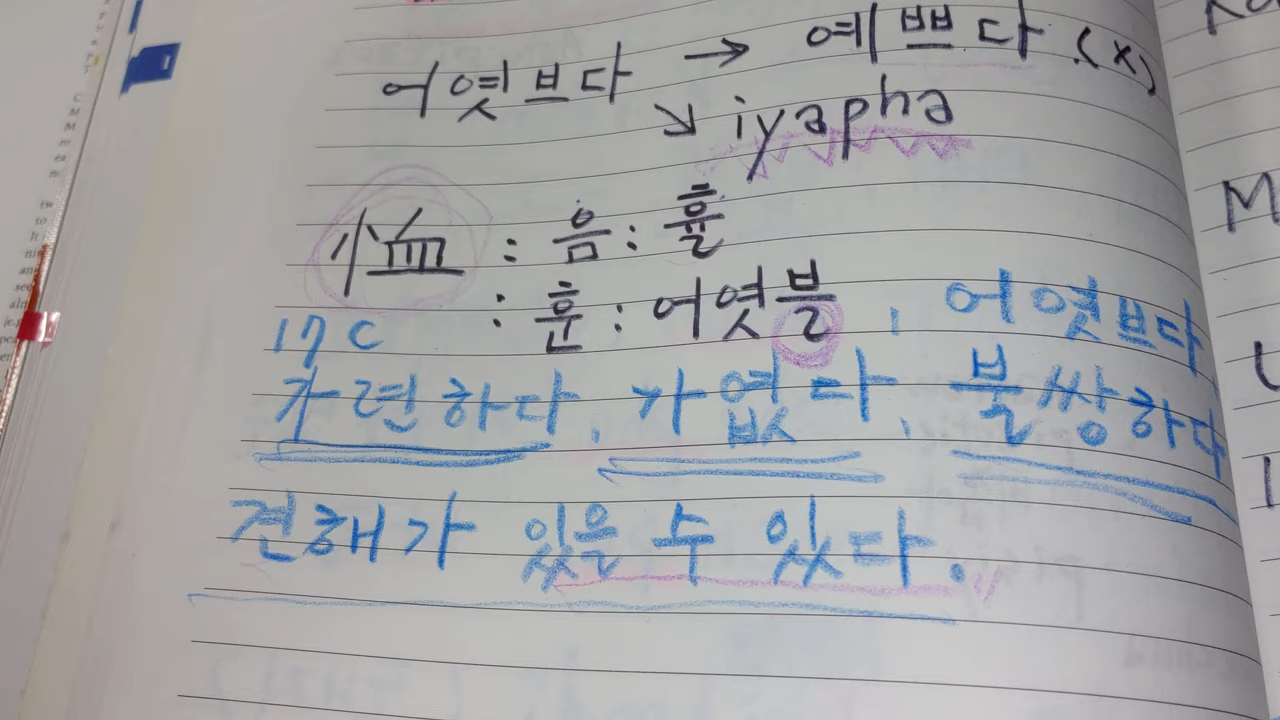 어엿브다 → 예쁘다 (x)
↘ iyapha
恤 : 음 : 휼
: 훈 : 어엿블, 어엿브다
17C
가련하다, 가엾다, 불쌍하다
견해가 있을 수 있다.